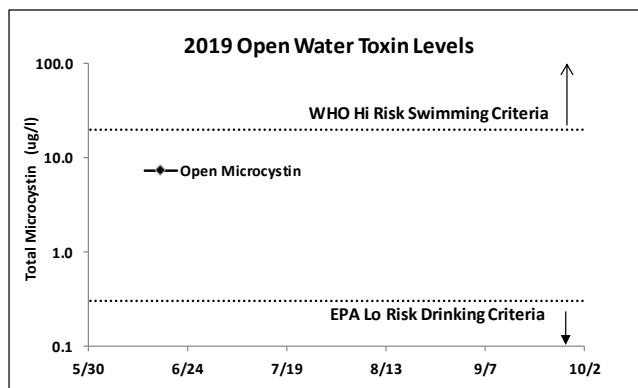 2019 Open Water Toxin Levels
100.0
WHO Hi Risk Swimming Criteria
10.0
Open Microcystin
Total Microcystin (ug/l)
1.0
EPA Lo Risk Drinking Criteria
0.1
5/30 6/24 7/19 8/13 9/7 10/2